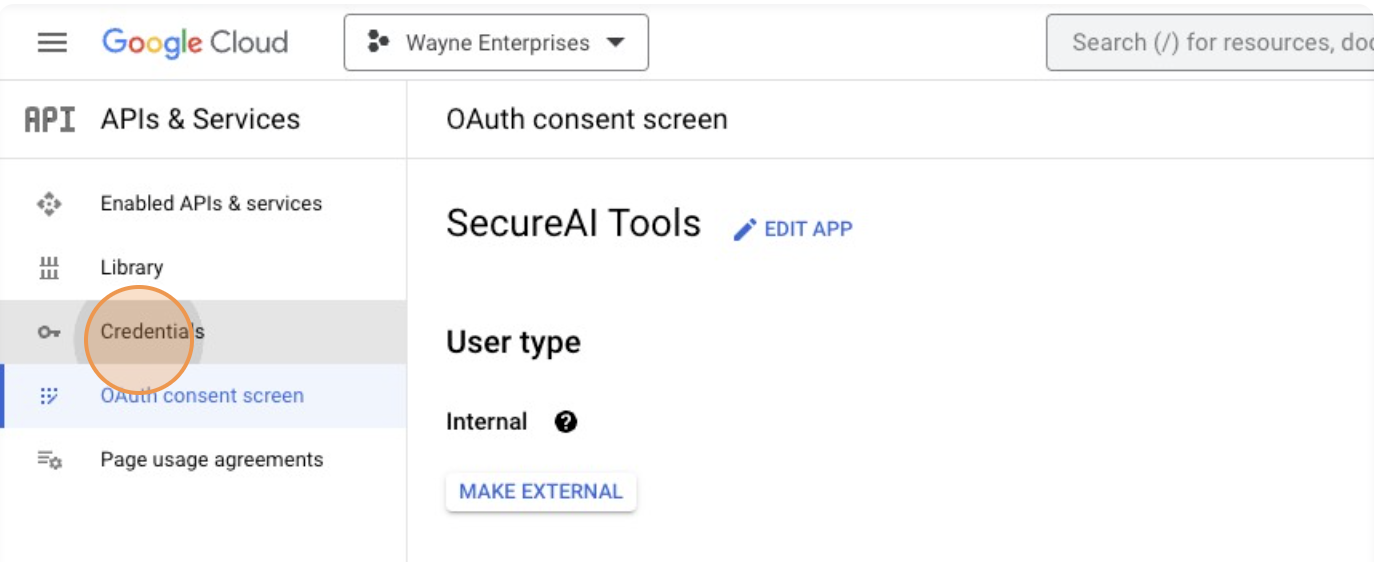 Google Cloud
Wayne Enterprises
Search (/) for resources, doc
API
APIs & Services
OAuth consent screen
Enabled APIs & services
Library
Credentials
OAuth consent screen
Page usage agreements
SecureAI Tools
EDIT APP
User type
Internal
MAKE EXTERNAL